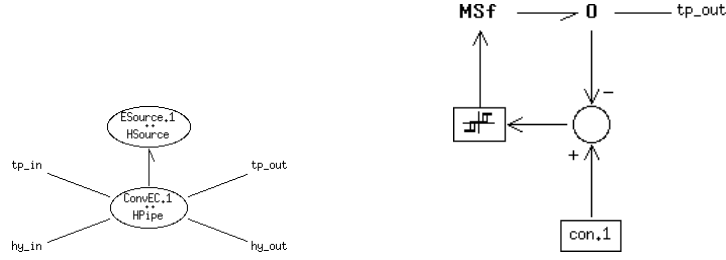 MSf
0
tp_out
ESource.1
HSource
-
+
tp_in
tp_out
ConvEC.1
HPipe
hy_in
hy_out
con.1